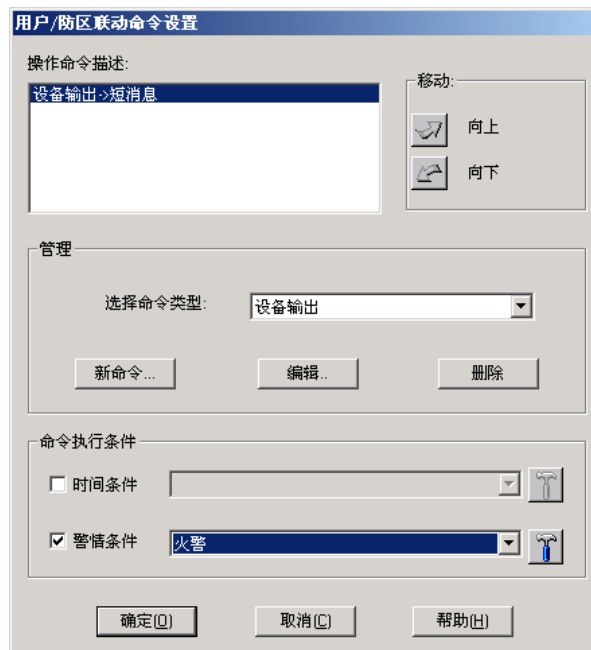 用户/防区联动命令设置
操作命令描述:
设备输出->短消息
移动:
向上
向下
管理
选择命令类型:
设备输出
新命令...
编辑..
删除
命令执行条件
时间条件
警情条件
火警
确定(O)
取消(C)
帮助(H)